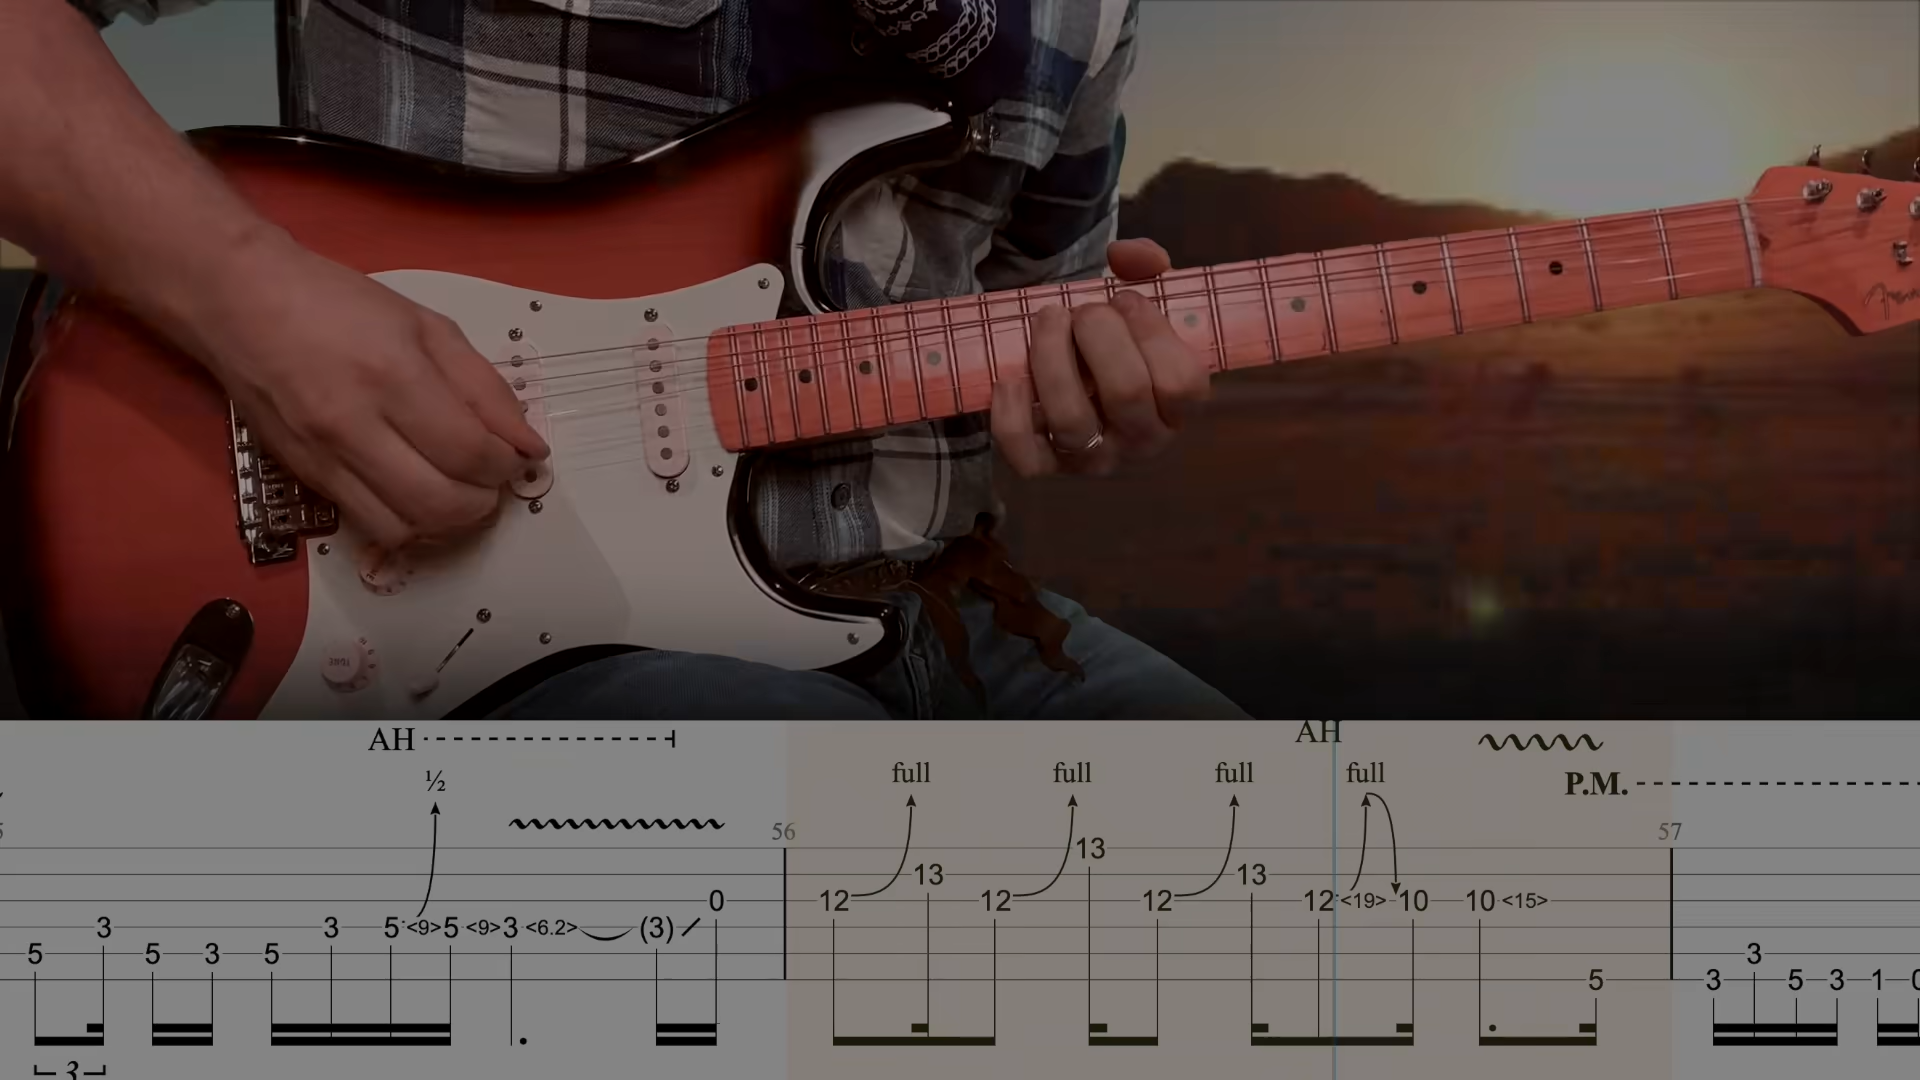 Fen
TONE
AH
½
3
5 3 5 3 5 3 5 <9> 5 <9> 3 <6.2> (3) 0
56
full full full AH full
12 13 12 13 12 13 12 <19> 10 10 <15> 5
P.M.
57
3 3 5 3 1